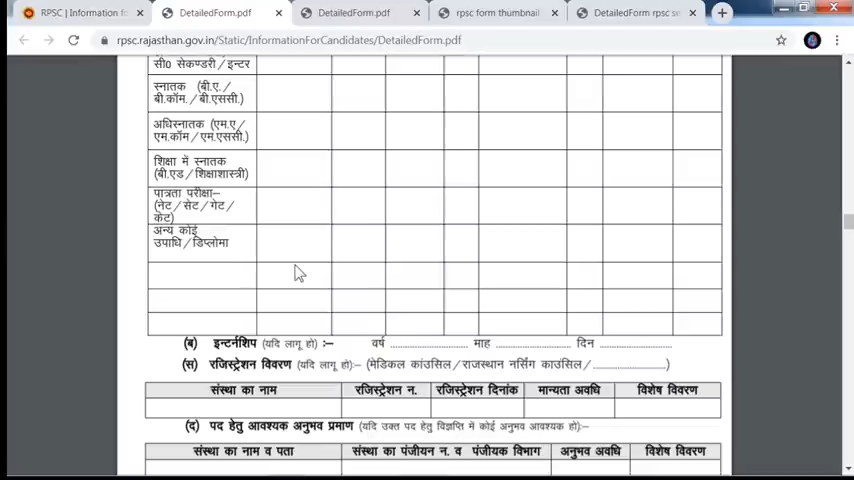 RPSC | Information fo
DetailedForm.pdf
DetailedForm.pdf
rpsc form thumbnail
DetailedForm rpsc se
rpsc.rajasthan.gov.in/Static/InformationForCandidates/DetailedForm.pdf
सी0 सेकण्डरी/इन्टर
स्नातक (बी.ए./
बी.कॉम./बी.एससी.)
अधिस्नातक (एम.ए/
एम.कॉम/एम.एससी.)
शिक्षा में स्नातक
(बी.एड/शिक्षाशास्त्री)
पात्रता परीक्षा–
(नेट/सेट/गेट/
केट)
अन्य कोई
उपाधि/डिप्लोमा
(ब) इन्टर्नशिप (यदि लागू हो) :– वर्ष .............................. माह ............................. दिन ............................
(स) रजिस्ट्रेशन विवरण (यदि लागू हो):– (मेडिकल कांउसिल/राजस्थान नर्सिंग काउंसिल/............................)
संस्था का नाम रजिस्ट्रेशन न. रजिस्ट्रेशन दिनांक मान्यता अवधि विशेष विवरण
(द) पद हेतु आवश्यक अनुभव प्रमाण (यदि उक्त पद हेतु विज्ञप्ति में कोई अनुभव आवश्यक हो):–
संस्था का नाम व पता संस्था का पंजीयन न. व पंजीयक विभाग अनुभव अवधि विशेष विवरण